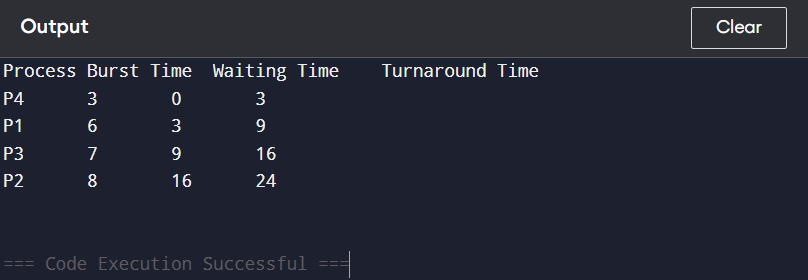 Output
Clear
Process Burst Time  Waiting Time    Turnaround Time
P4      3       0       3
P1      6       3       9
P3      7       9       16
P2      8       16      24
=== Code Execution Successful ===